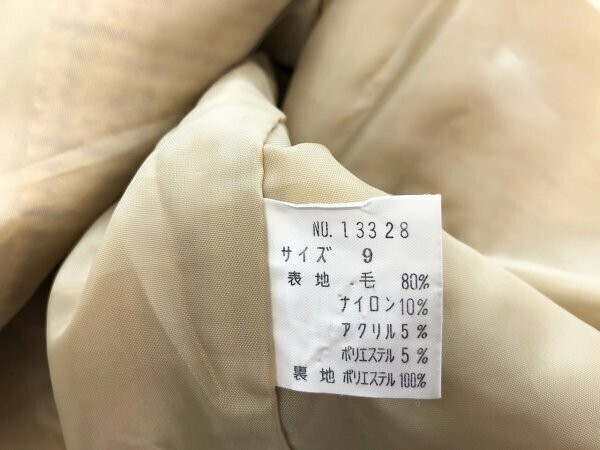 NO.13328
サイズ 9
表地 毛 80%
ナイロン10%
アクリル5%
ポリエステル5%
裏地 ポリエステル100%